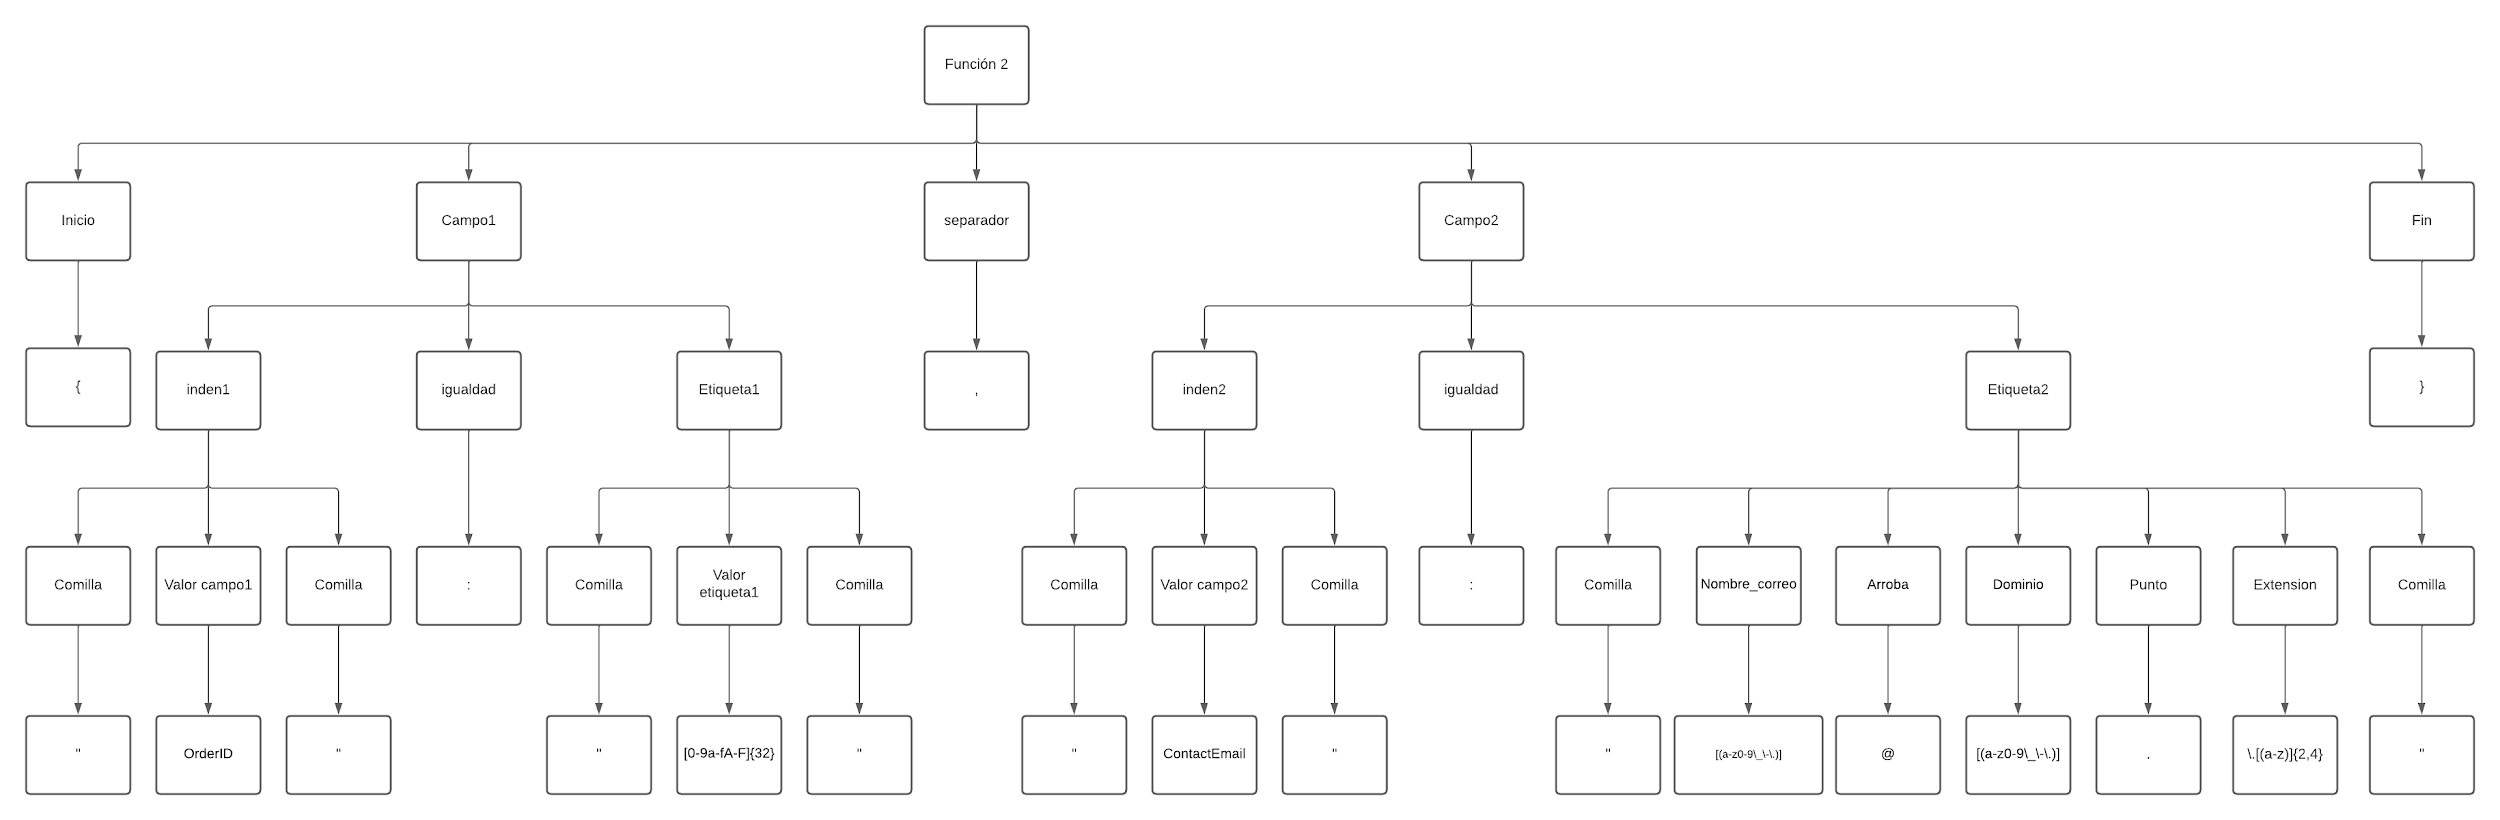 Función 2
Inicio
Campo1
separador
Campo2
Fin
{
inden1
igualdad
Etiqueta1
,
inden2
igualdad
Etiqueta2
}
Comilla
Valor campo1
Comilla
:
Comilla
Valor
etiqueta1
Comilla
Comilla
Valor campo2
Comilla
:
Comilla
Nombre_correo
Arroba
Dominio
Punto
Extension
Comilla
"
OrderID
"
"
[0-9a-fA-F]{32}
"
"
ContactEmail
"
"
[(a-z0-9\_\-\.)]
@
[(a-z0-9\_\-\.)]
.
\.[(a-z)]{2,4}
"